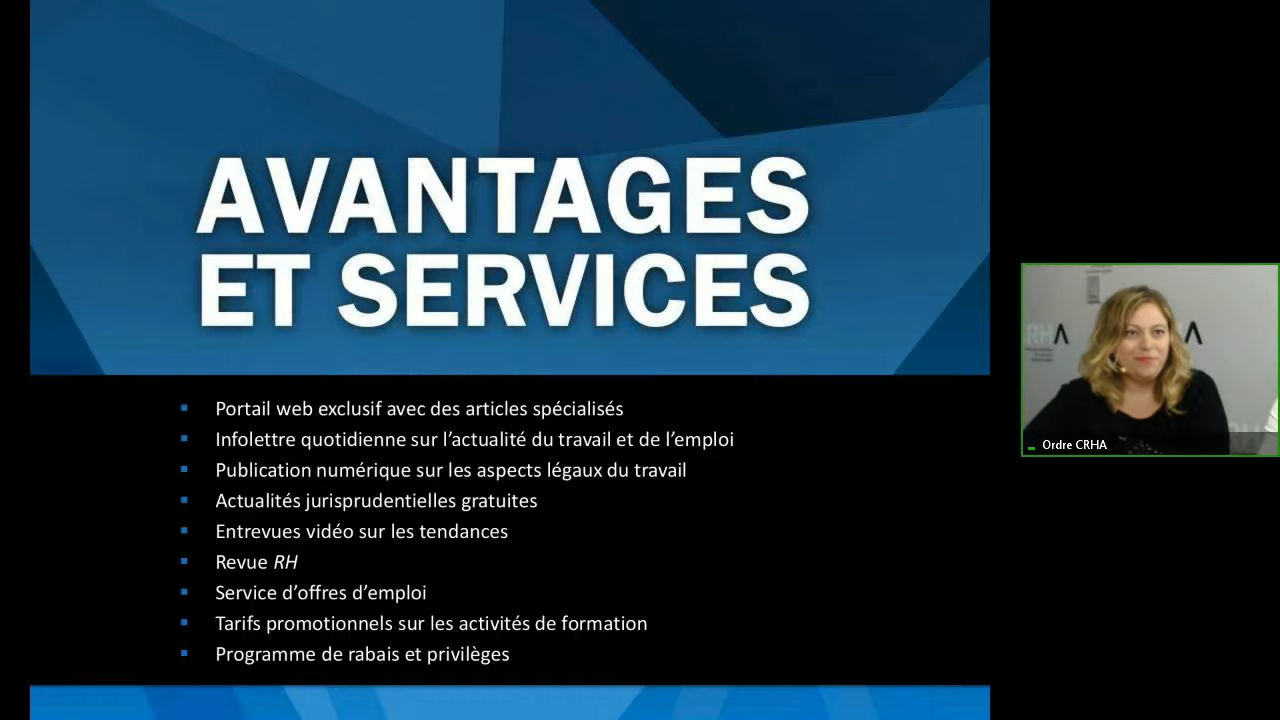 AVANTAGES
ET SERVICES
Portail web exclusif avec des articles spécialisés
Infolettre quotidienne sur l’actualité du travail et de l’emploi
Publication numérique sur les aspects légaux du travail
Actualités jurisprudentielles gratuites
Entrevues vidéo sur les tendances
Revue RH
Service d’offres d’emploi
Tarifs promotionnels sur les activités de formation
Programme de rabais et privilèges
CRHA
Ordre CRHA